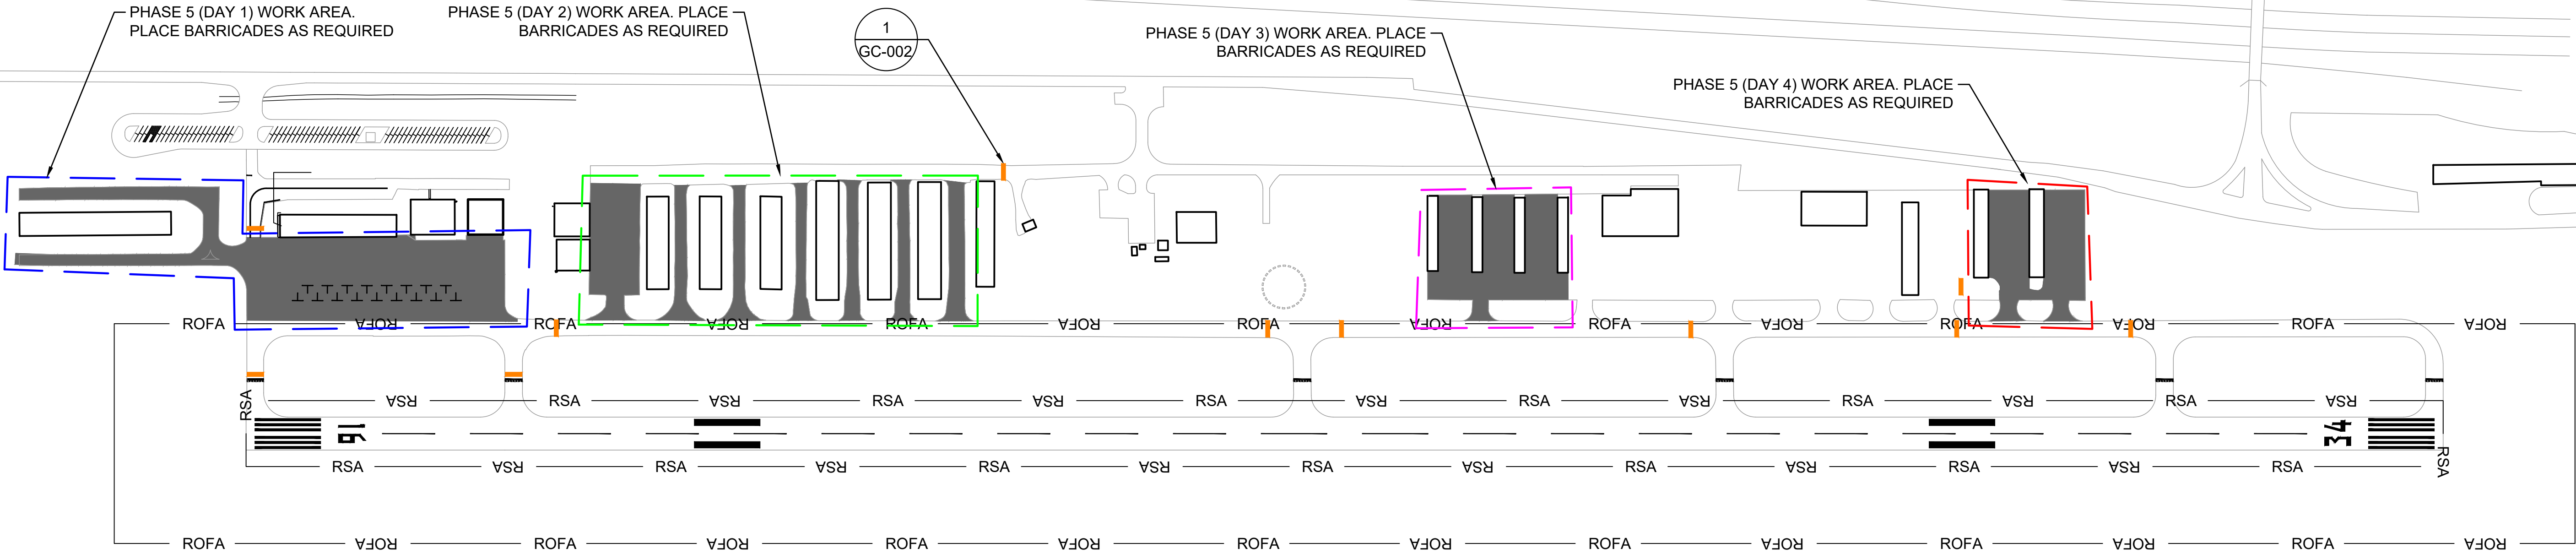 PHASE 5 (DAY 1) WORK AREA.
PLACE BARRICADES AS REQUIRED
PHASE 5 (DAY 2) WORK AREA. PLACE
BARRICADES AS REQUIRED
1
GC-002
PHASE 5 (DAY 3) WORK AREA. PLACE
BARRICADES AS REQUIRED
PHASE 5 (DAY 4) WORK AREA. PLACE
BARRICADES AS REQUIRED
ROFA ROFA ROFA ROFA ROFA ROFA ROFA ROFA ROFA ROFA ROFA ROFA ROFA ROFA
RSA RSA RSA RSA RSA RSA RSA RSA RSA RSA RSA RSA RSA RSA
16
34
RSA RSA RSA RSA RSA RSA RSA RSA RSA RSA RSA RSA RSA RSA
ROFA ROFA ROFA ROFA ROFA ROFA ROFA ROFA ROFA ROFA ROFA ROFA ROFA ROFA